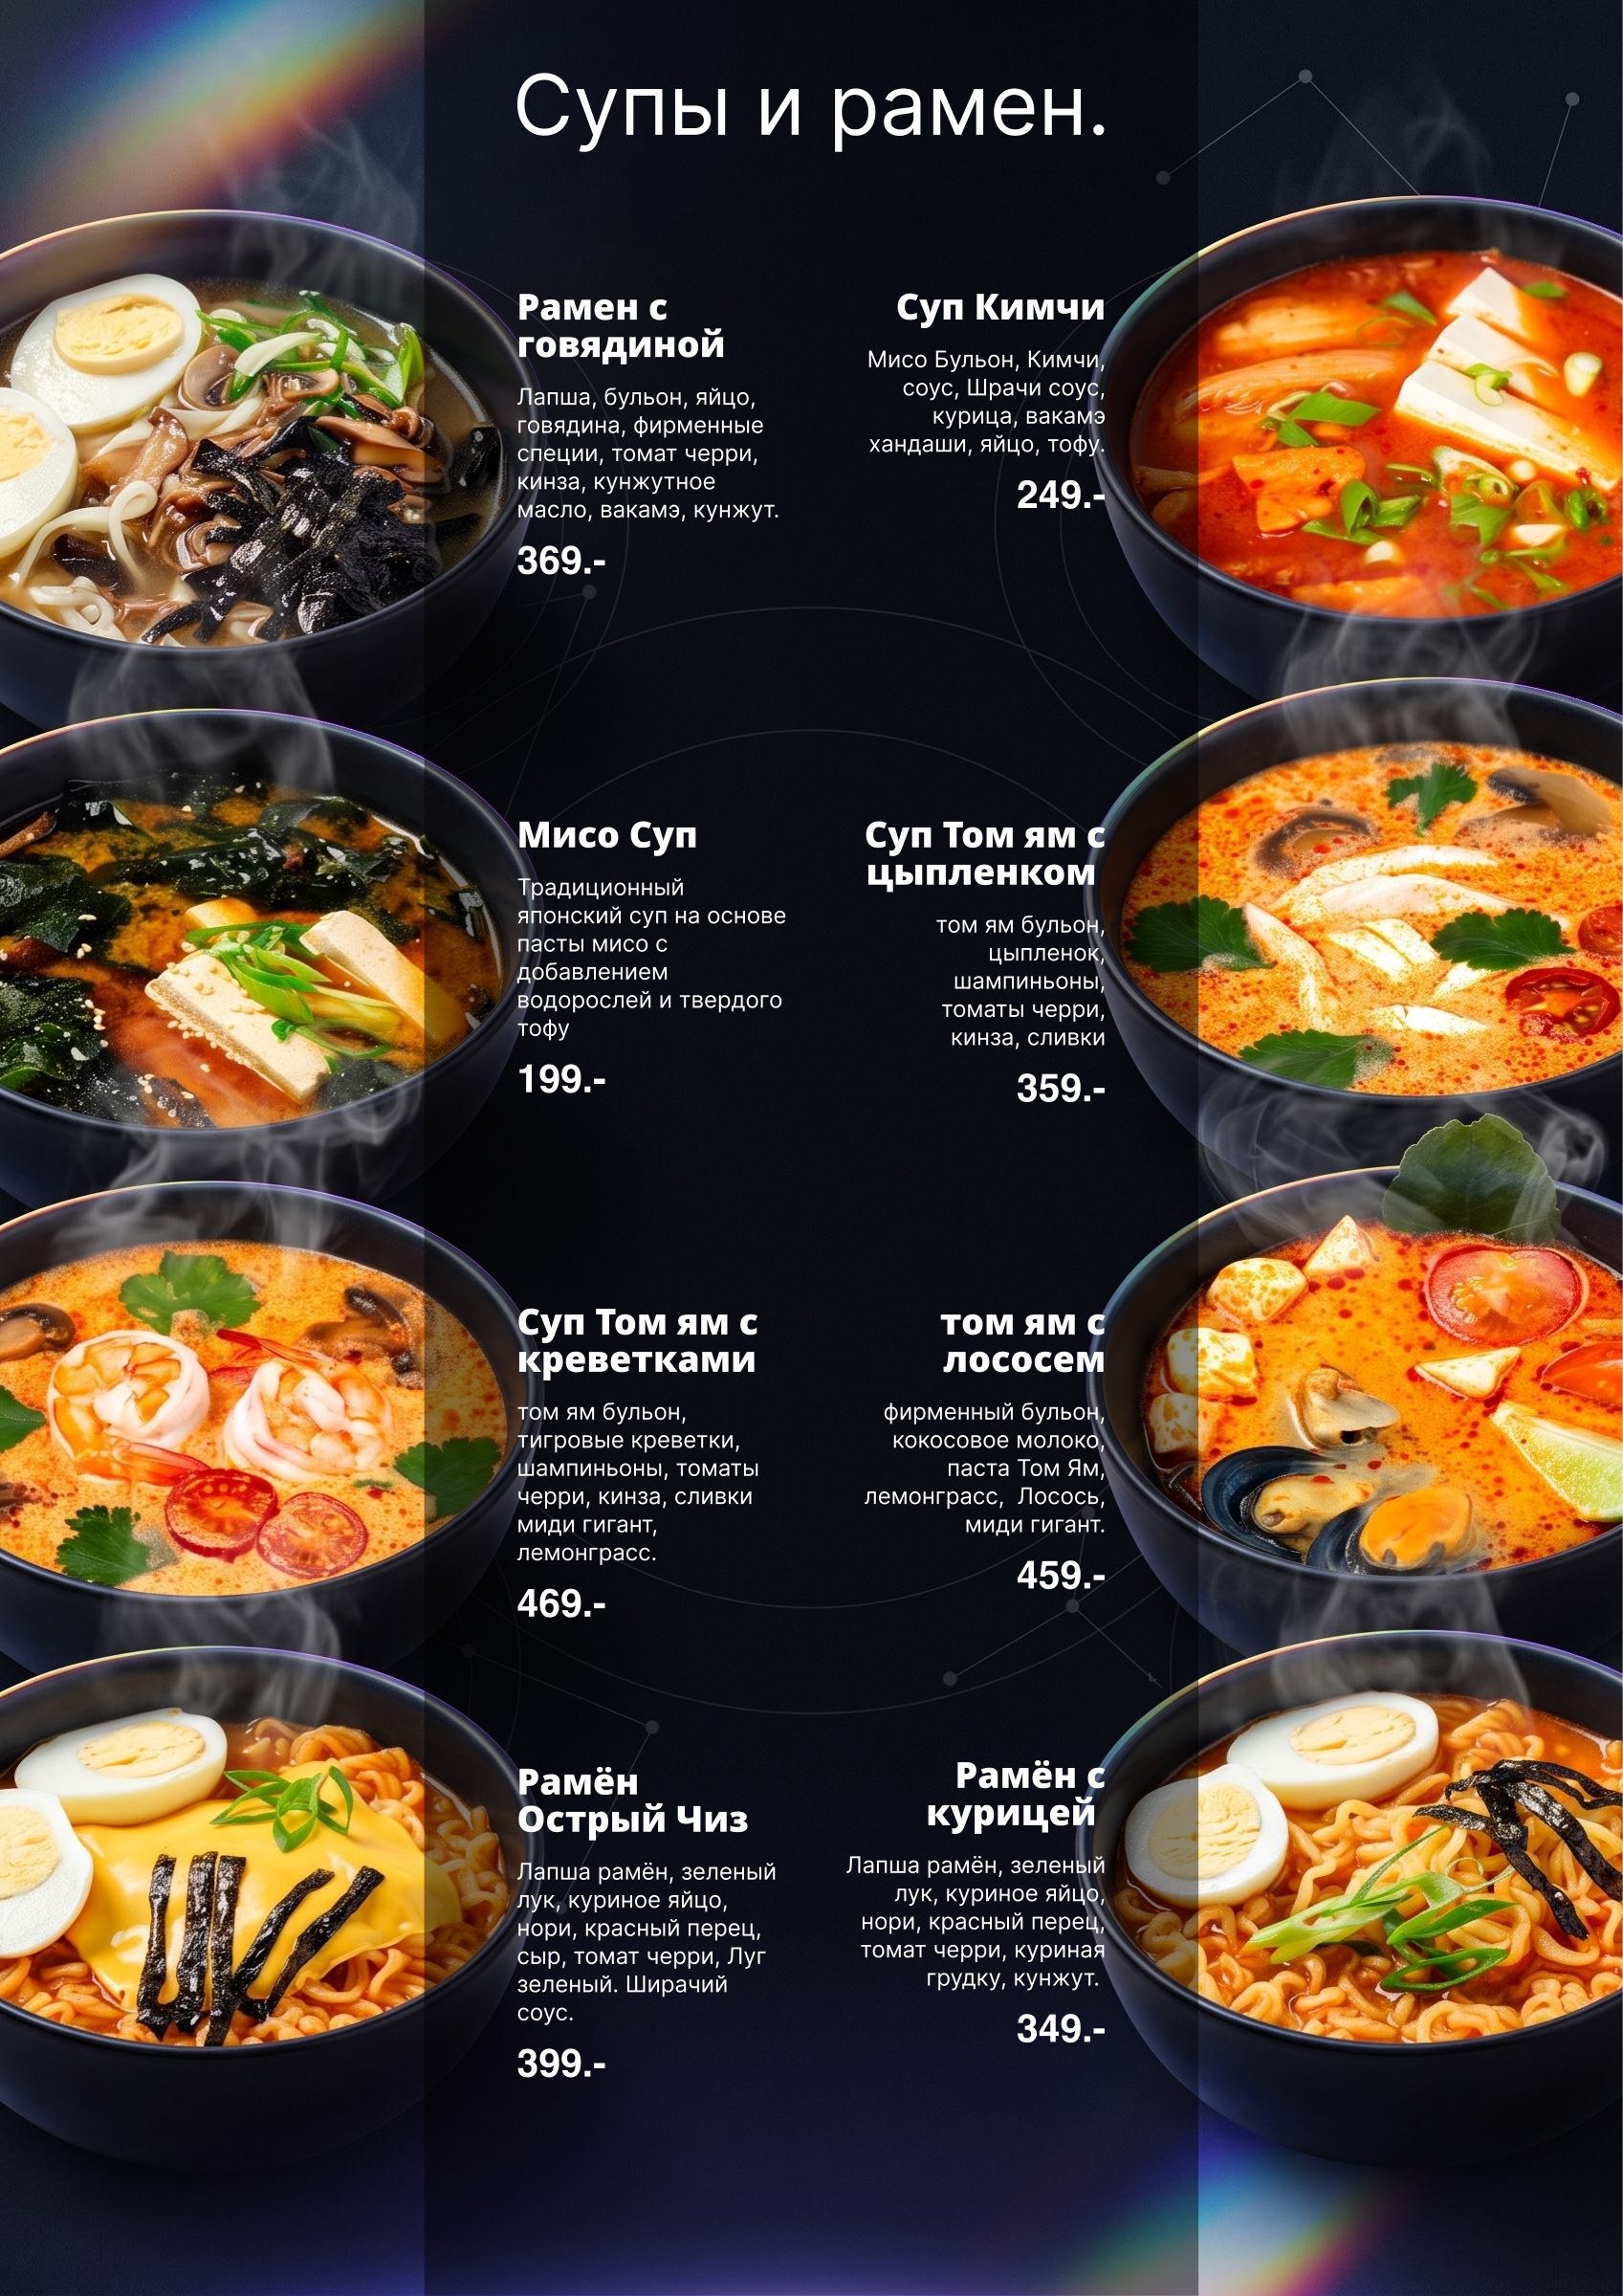 Супы и рамен.
Рамен с
говядиной
Лапша, бульон, яйцо,
говядина, фирменные
специи, томат черри,
кинза, кунжутное
масло, вакамэ, кунжут.
369.-
Суп Кимчи
Мисо Бульон, Кимчи,
соус, Шрачи соус,
курица, вакамэ
хандаши, яйцо, тофу.
249.-
Мисо Суп
Традиционный
японский суп на основе
пасты мисо с
добавлением
водорослей и твердого
тофу
199.-
Суп Том ям с
цыпленком
том ям бульон,
цыпленок,
шампиньоны,
томаты черри,
кинза, сливки
359.-
Суп Том ям с
креветками
том ям бульон,
тигровые креветки,
шампиньоны, томаты
черри, кинза, сливки
миди гигант,
лемонграсс.
469.-
том ям с
лососем
фирменный бульон,
кокосовое молоко,
паста Том Ям,
лемонграсс, Лосось,
миди гигант.
459.-
Рамён
Острый Чиз
Лапша рамён, зеленый
лук, куриное яйцо,
нори, красный перец,
сыр, томат черри, Луг
зеленый. Ширачий
соус.
399.-
Рамён с
курицей
Лапша рамён, зеленый
лук, куриное яйцо,
нори, красный перец,
томат черри, куриная
грудку, кунжут.
349.-